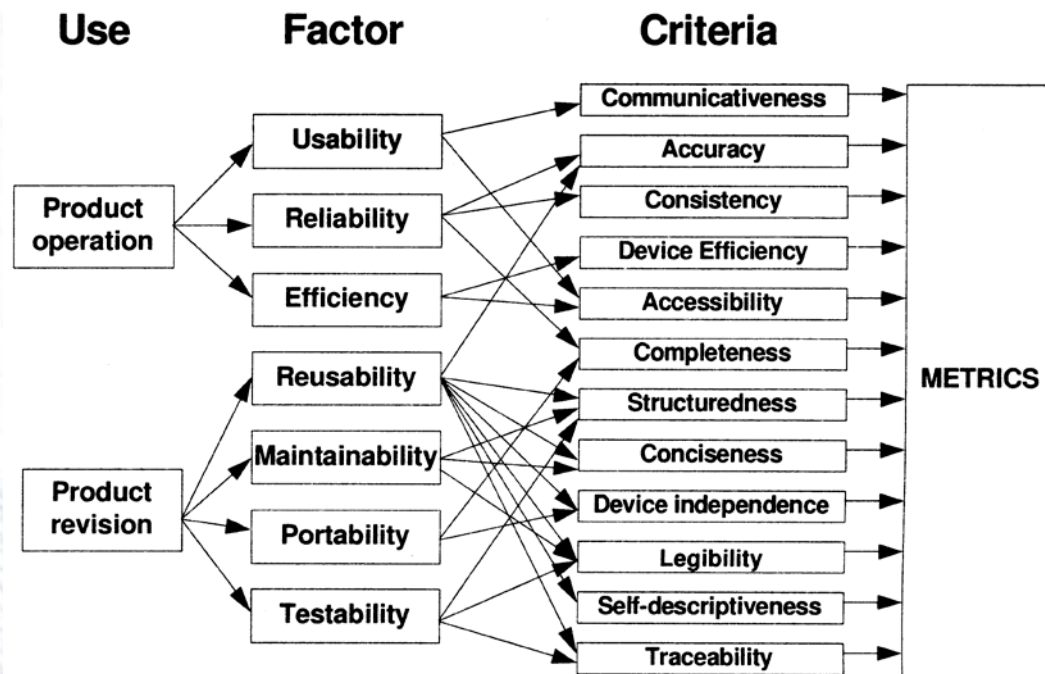 Use Factor Criteria
Product
operation
Product
revision
Usability
Reliability
Efficiency
Reusability
Maintainability
Portability
Testability
Communicativeness
Accuracy
Consistency
Device Efficiency
Accessibility
Completeness
Structuredness
Conciseness
Device independence
Legibility
Self-descriptiveness
Traceability
METRICS